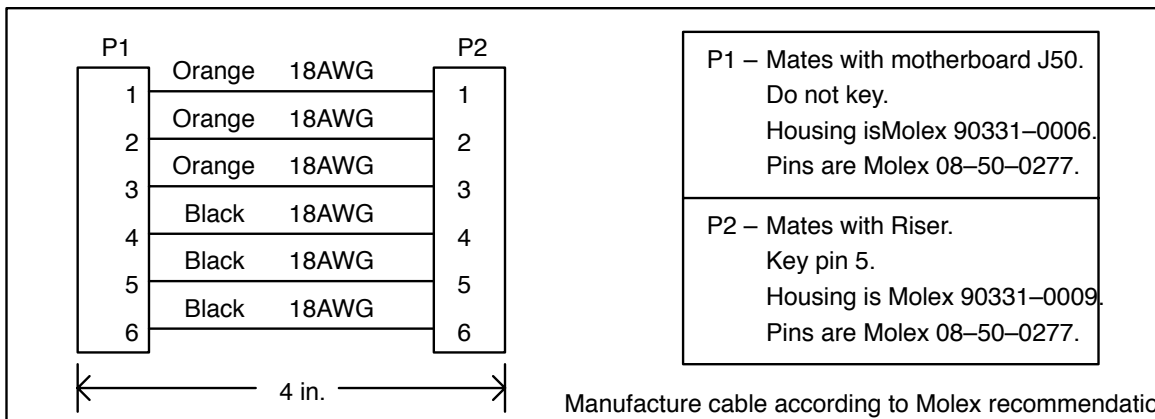 P1 P2
Orange 18AWG
1 1
Orange 18AWG
2 2
Orange 18AWG
3 3
Black 18AWG
4 4
Black 18AWG
5 5
Black 18AWG
6 6
4 in.
P1 – Mates with motherboard J50.
Do not key.
Housing isMolex 90331–0006.
Pins are Molex 08–50–0277.
P2 – Mates with Riser.
Key pin 5.
Housing is Molex 90331–0009.
Pins are Molex 08–50–0277.
Manufacture cable according to Molex recommendatio